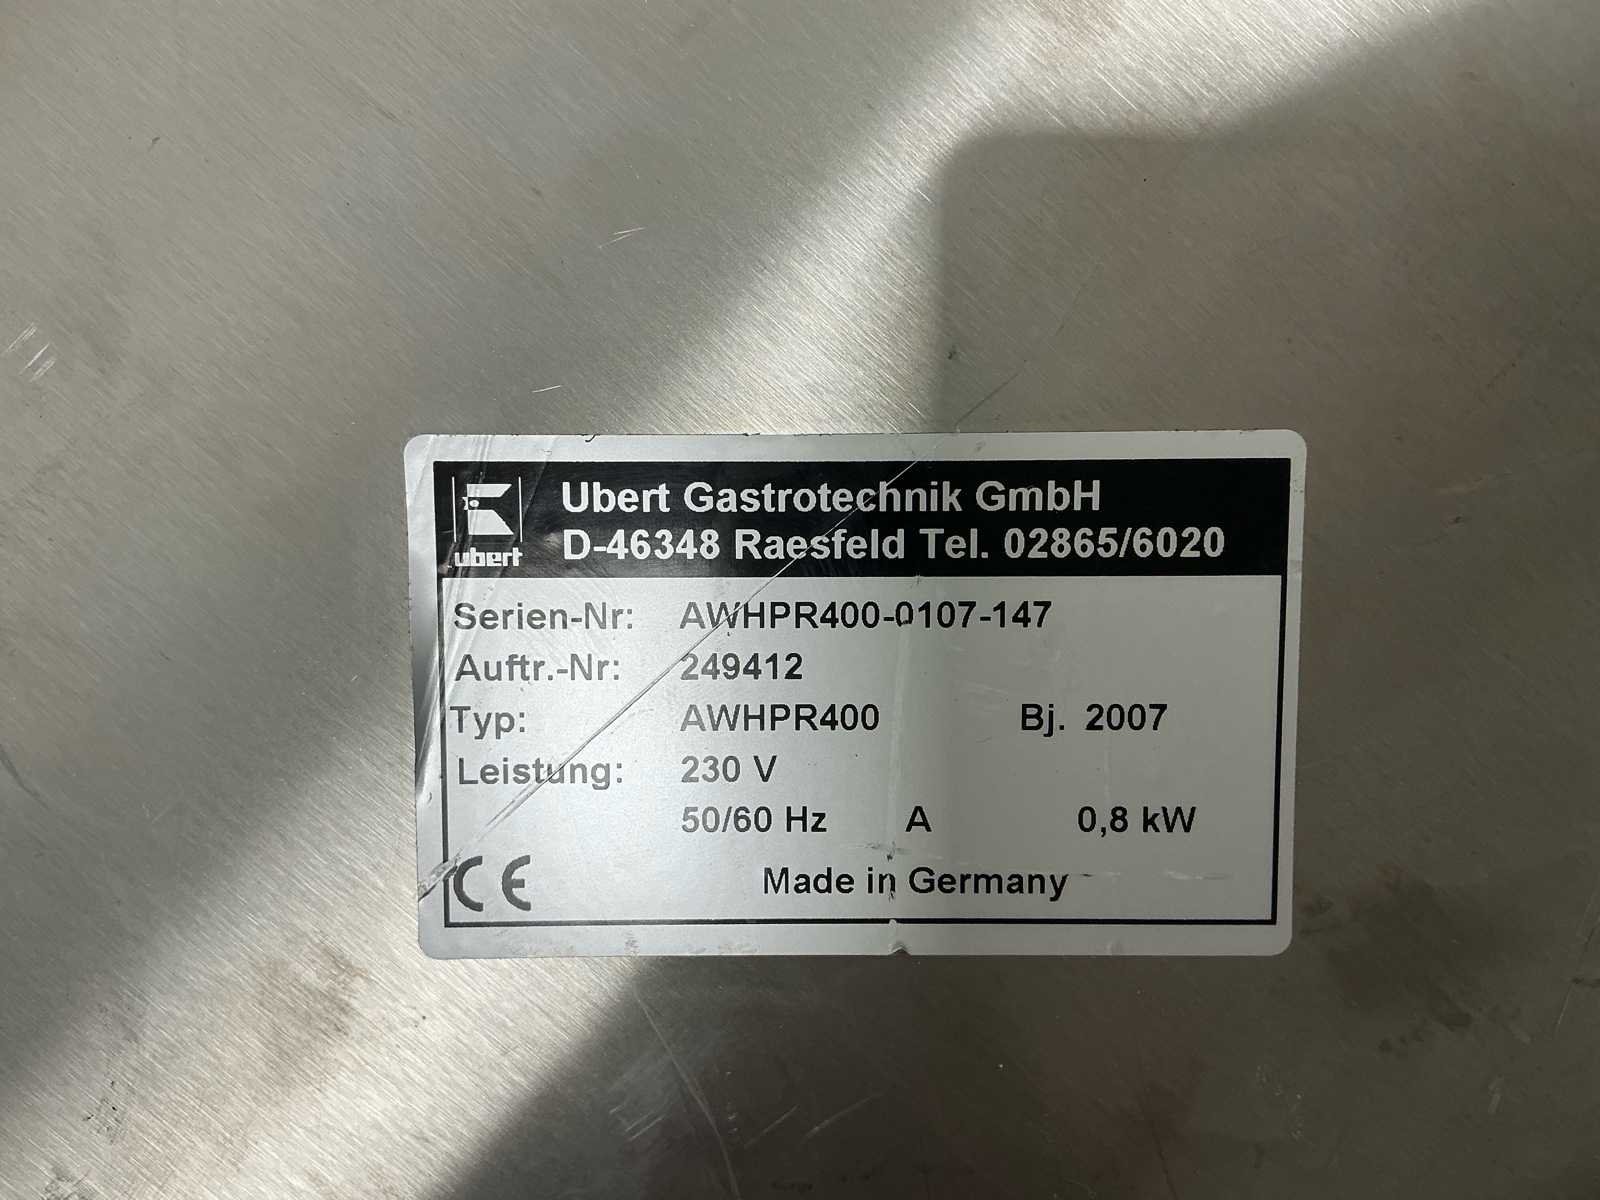 Ubert Gastrotechnik GmbH
D-46348 Raesfeld Tel. 02865/6020
ubert
Serien-Nr: AWHPR400-0107-147
Auftr.-Nr: 249412
Typ: AWHPR400 Bj. 2007
Leistung: 230 V
50/60 Hz A 0,8 kW
CE Made in Germany